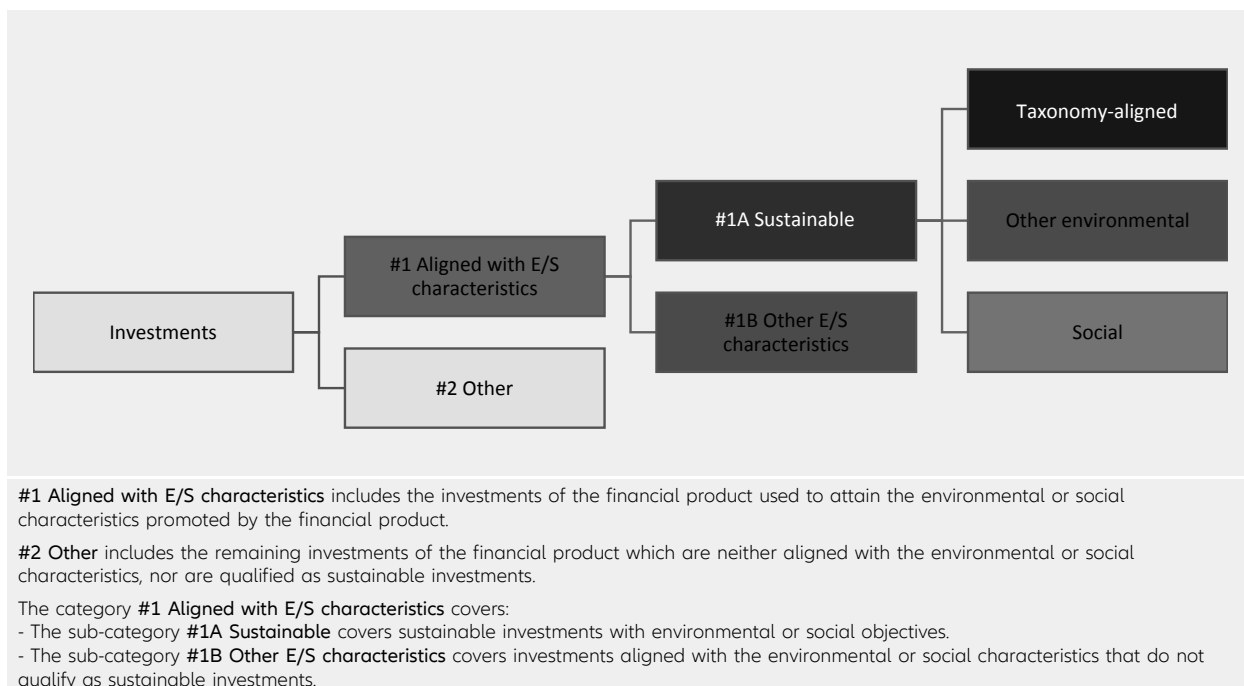 Taxonomy-aligned
#1A Sustainable
Other environmental
#1 Aligned with E/S
characteristics
Investments
#1B Other E/S
characteristics
Social
#2 Other
#1 Aligned with E/S characteristics includes the investments of the financial product used to attain the environmental or social
characteristics promoted by the financial product.
#2 Other includes the remaining investments of the financial product which are neither aligned with the environmental or social
characteristics, nor are qualified as sustainable investments.
The category #1 Aligned with E/S characteristics covers:
- The sub-category #1A Sustainable covers sustainable investments with environmental or social objectives.
- The sub-category #1B Other E/S characteristics covers investments aligned with the environmental or social characteristics that do not
qualify as sustainable investments.